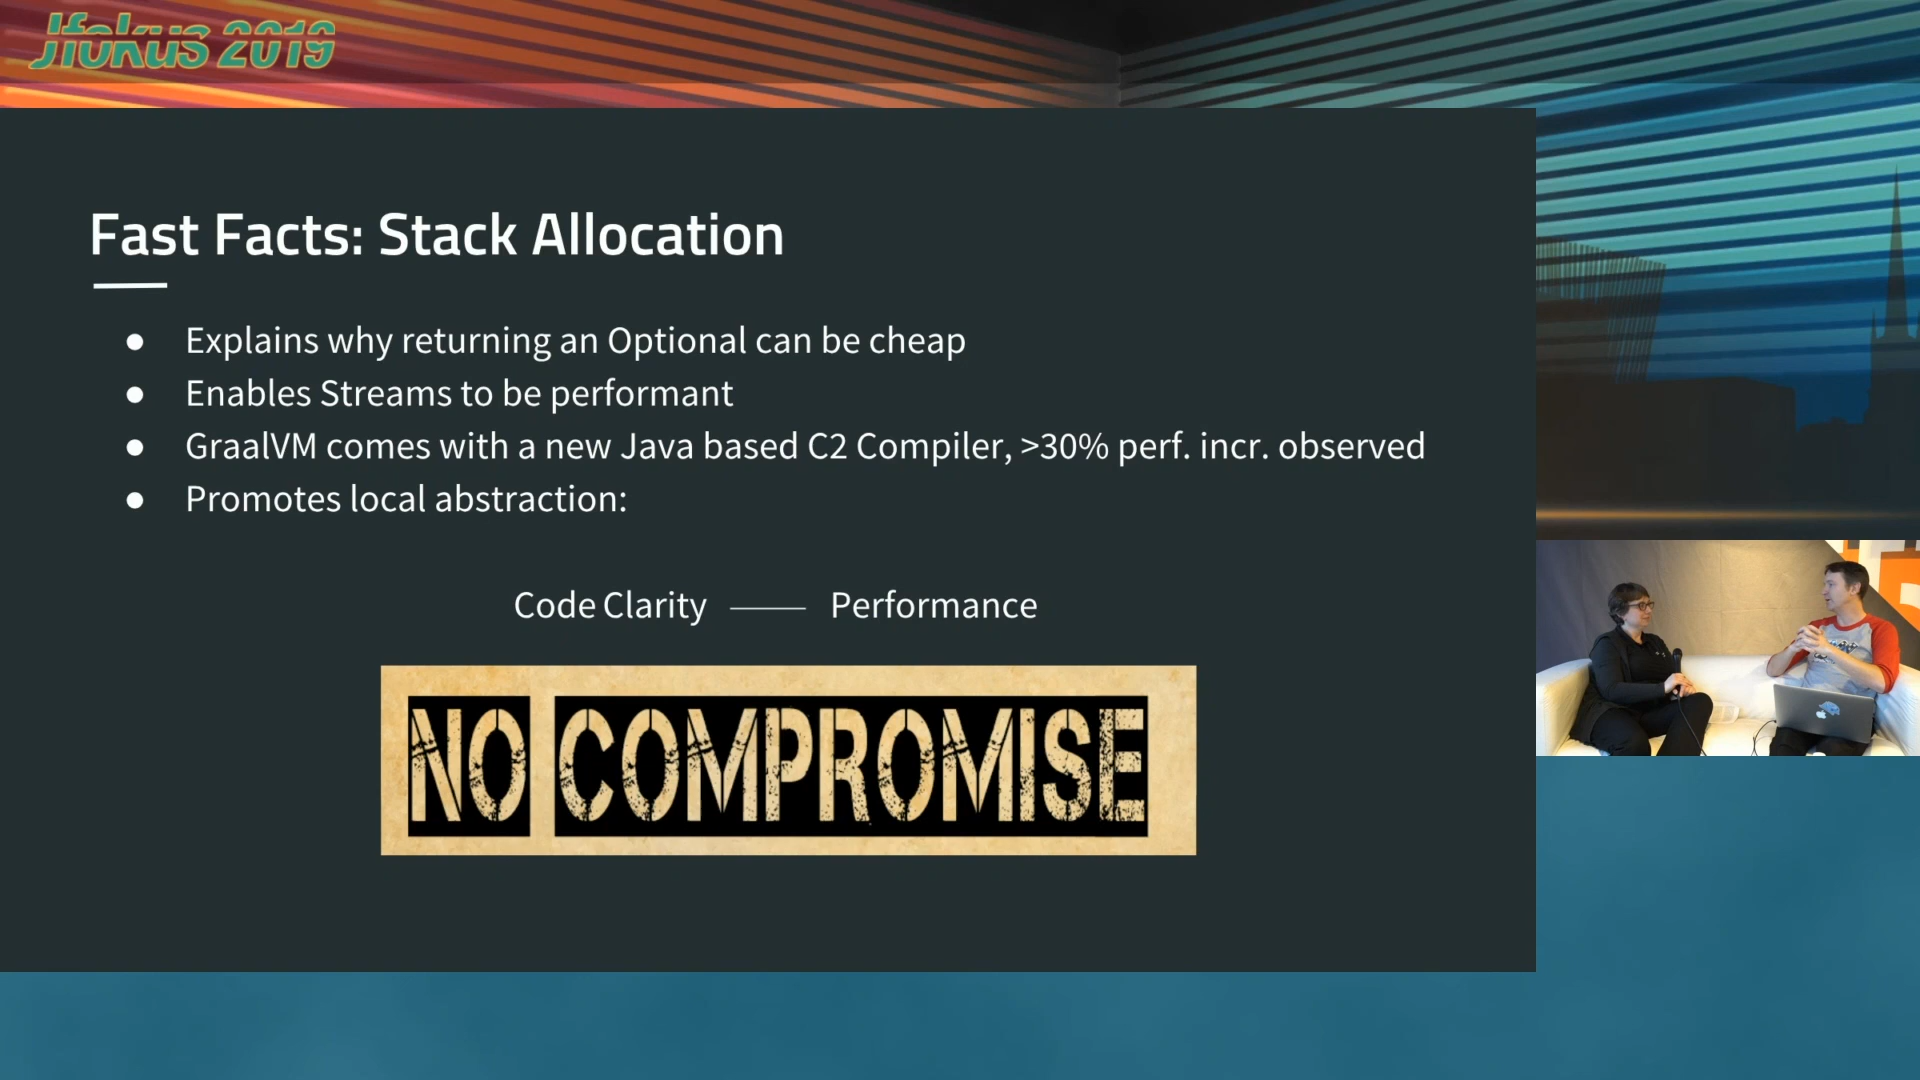 Jfokus 2019
Fast Facts: Stack Allocation
● Explains why returning an Optional can be cheap
● Enables Streams to be performant
● GraalVM comes with a new Java based C2 Compiler, >30% perf. incr. observed
● Promotes local abstraction:
Code Clarity —— Performance
NO COMPROMISE